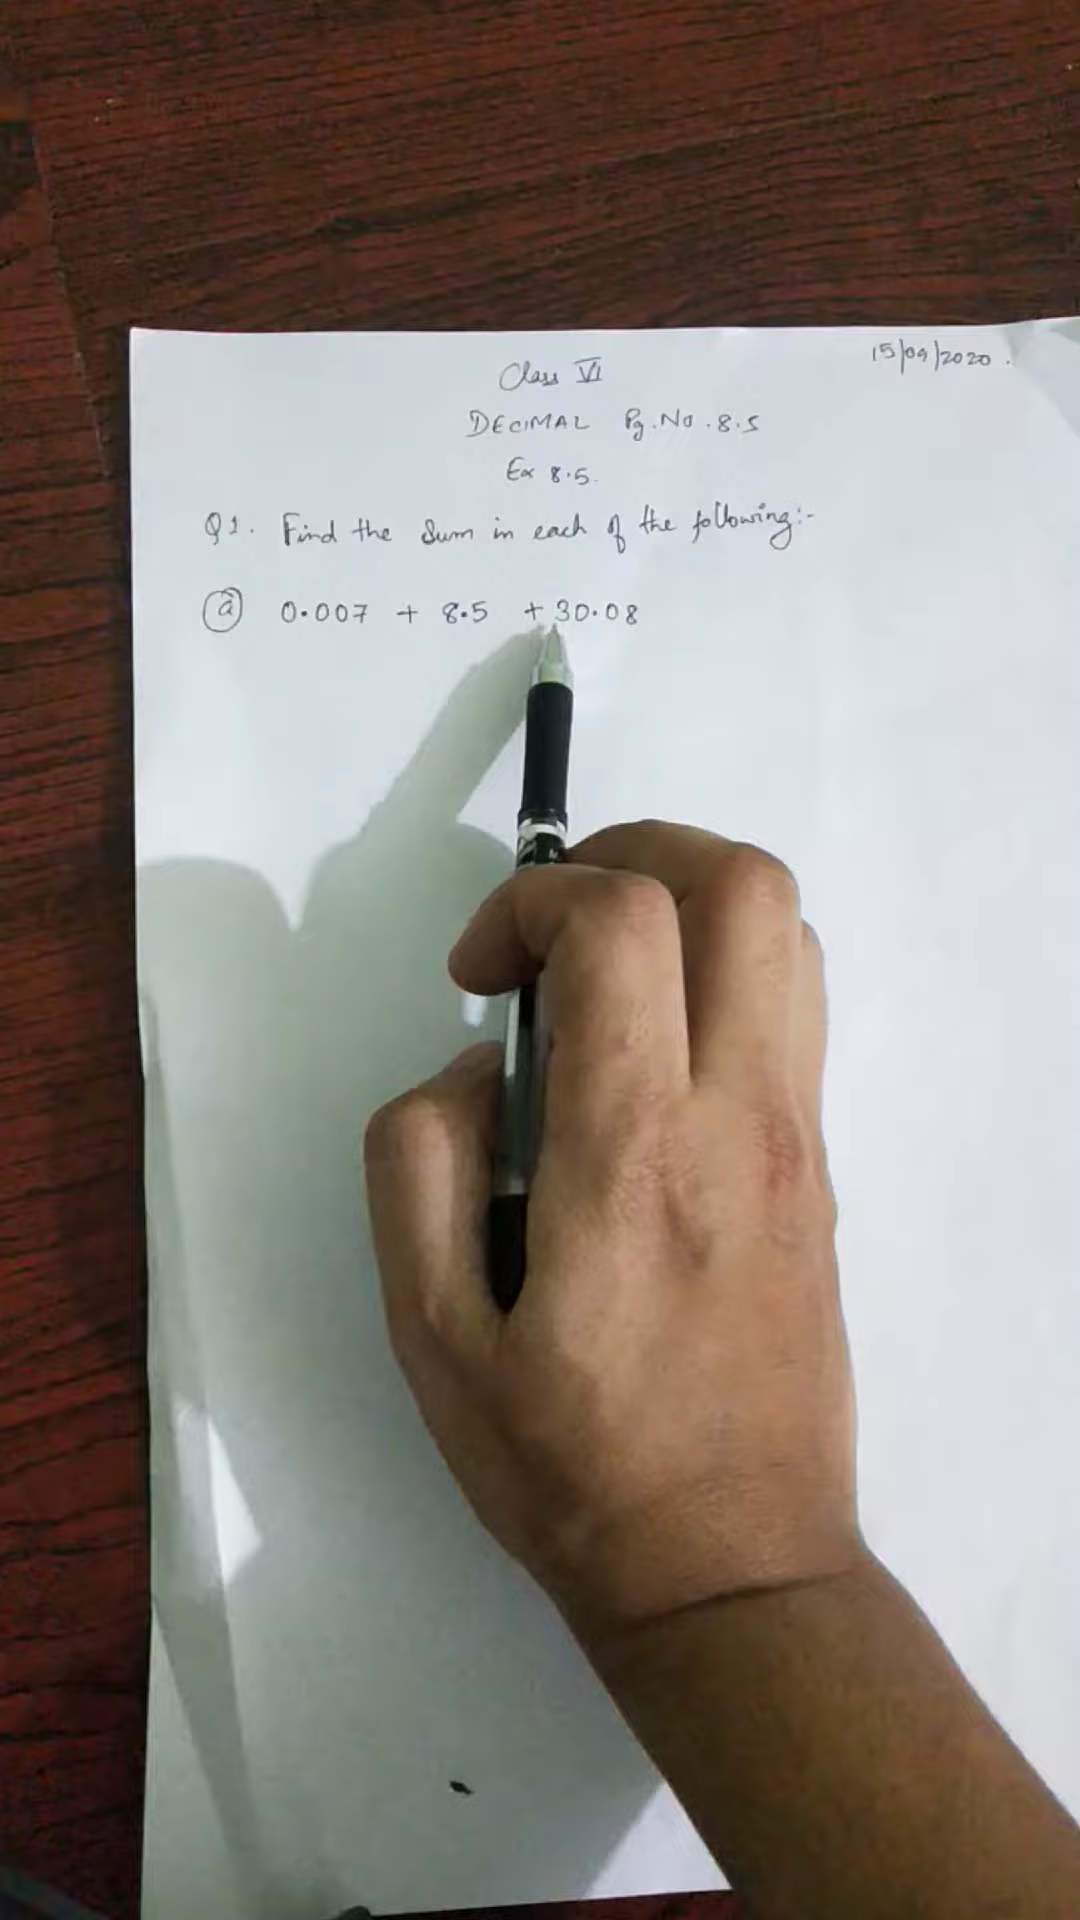 15/09/2020.
Class VI
DECIMAL Pg.No.8.5
Ex 8.5.
Q1. Find the Sum in each of the following:-
(a) 0.007 + 8.5 + 30.08